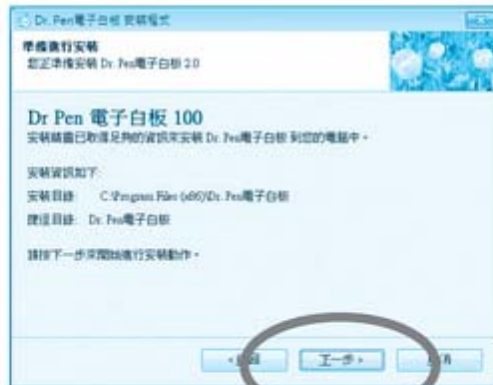 Dr. Pen電子白板 安裝程式
準備進行安裝
您正準備安裝 Dr. Pen電子白板 2.0
Dr Pen 電子白板 100
安裝精靈已取得足夠的資訊來安裝 Dr. Pen電子白板 到您的電腦中。
安裝資訊如下:
安裝目錄: C:\Program Files (x86)\Dr. Pen電子白板
捷徑目錄: Dr. Pen電子白板
請按下一步來開始進行安裝動作。
下一步 >